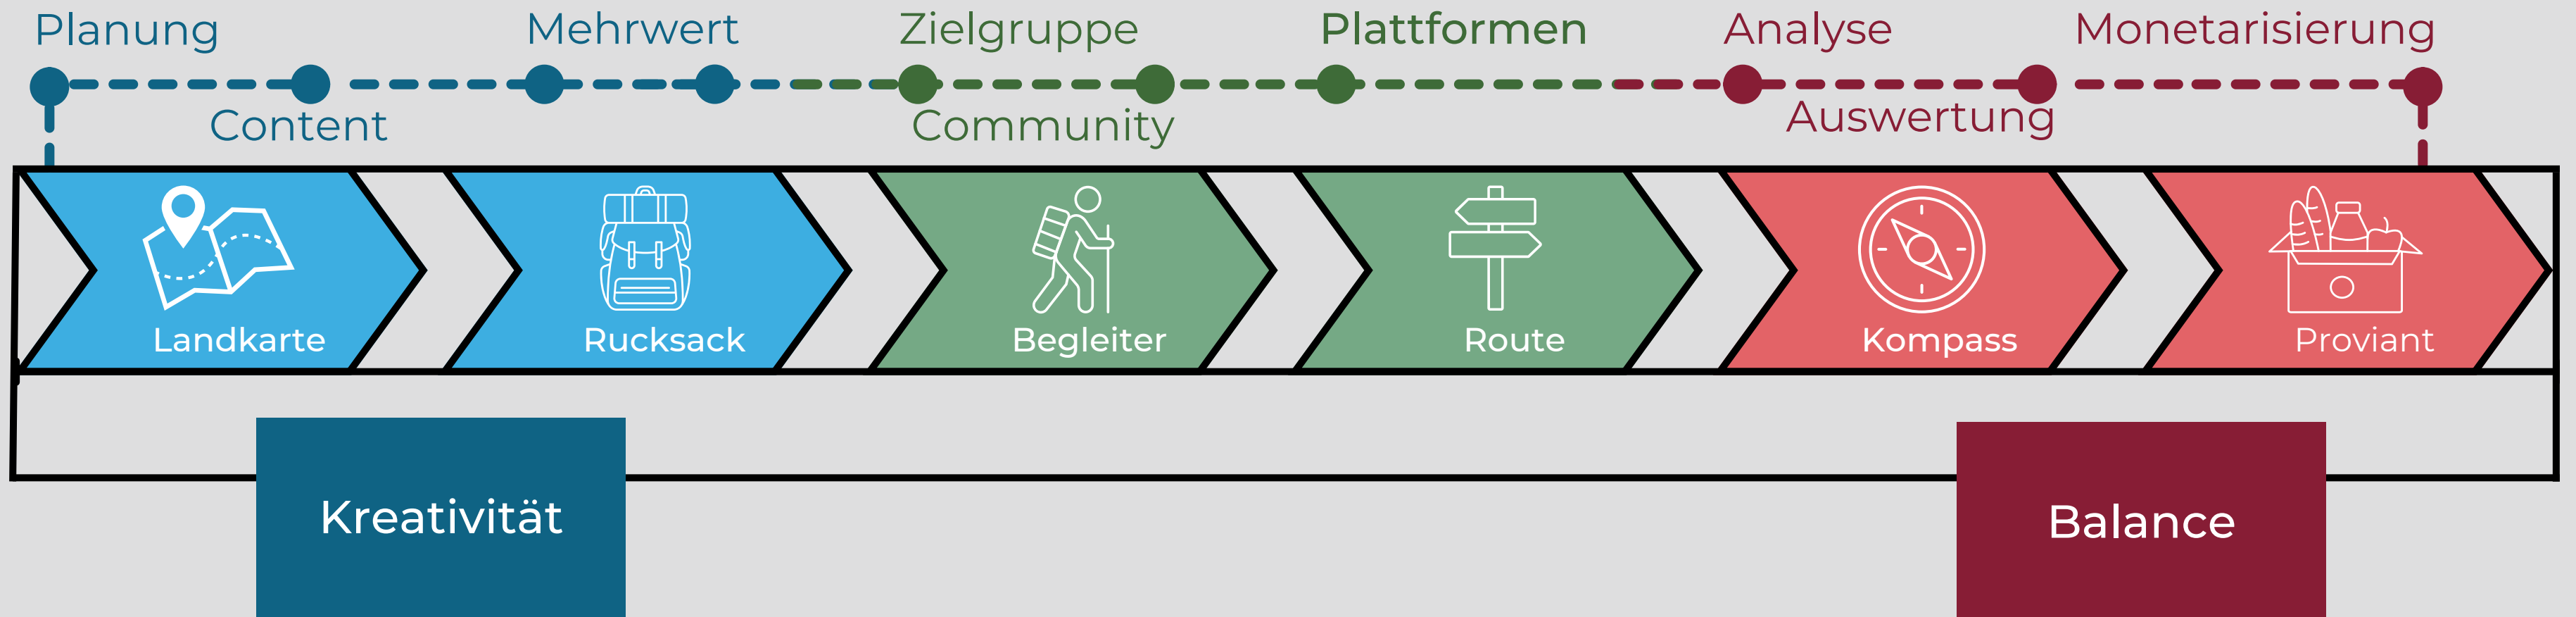 Planung
Mehrwert
Zielgruppe
Plattformen
Analyse
Monetarisierung
Content
Community
Auswertung
Landkarte
Rucksack
Begleiter
Route
Kompass
Proviant
Kreativität
Balance